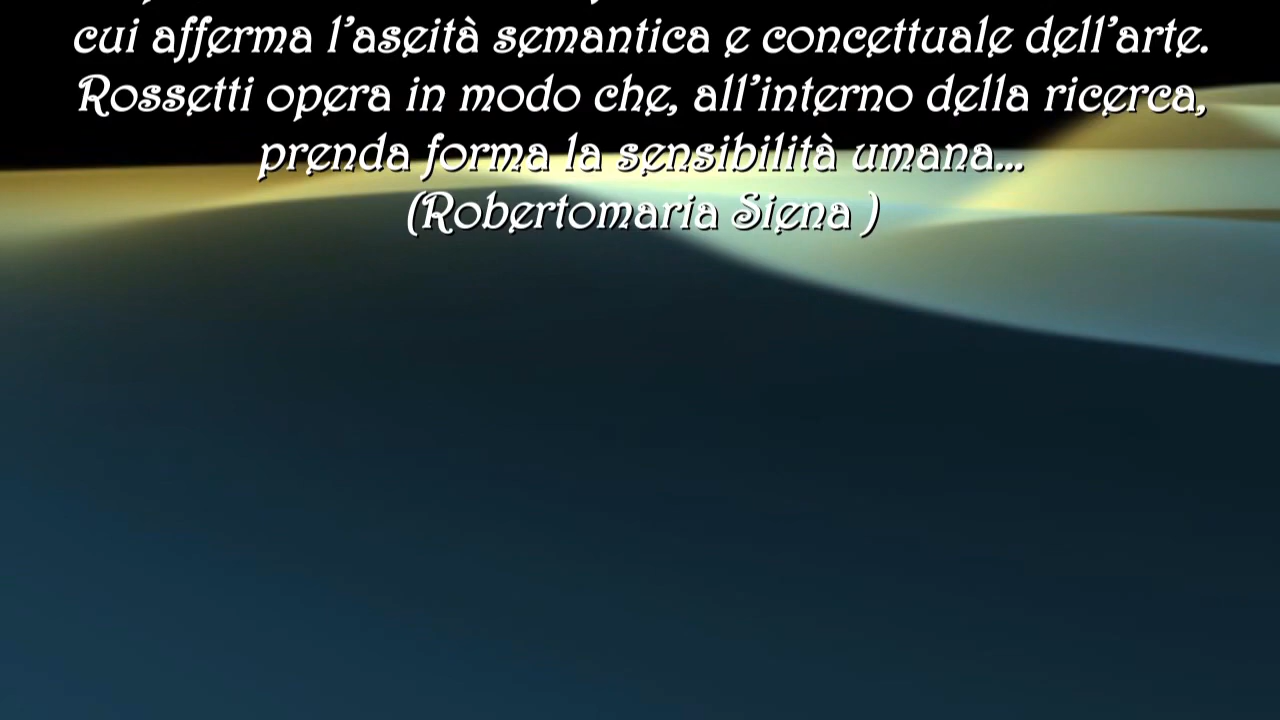 cui afferma l'aseità semantica e concettuale dell'arte.
Rossetti opera in modo che, all'interno della ricerca,
prenda forma la sensibilità umana...
(Robertomaria Siena )